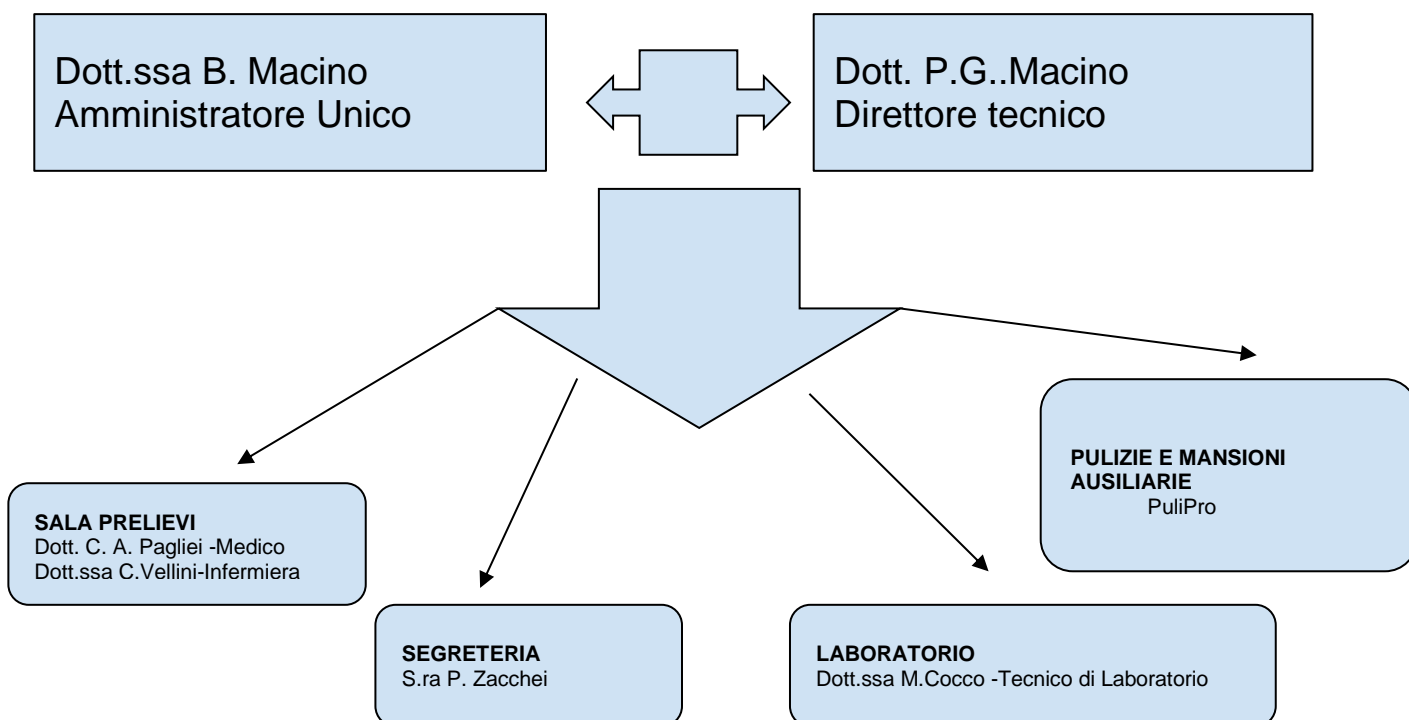 Dott.ssa B. Macino
Amministratore Unico
Dott. P.G..Macino
Direttore tecnico
PULIZIE E MANSIONI
AUSILIARIE
PuliPro
SALA PRELIEVI
Dott. C. A. Pagliei -Medico
Dott.ssa C.Vellini-Infermiera
SEGRETERIA
S.ra P. Zacchei
LABORATORIO
Dott.ssa M.Cocco -Tecnico di Laboratorio